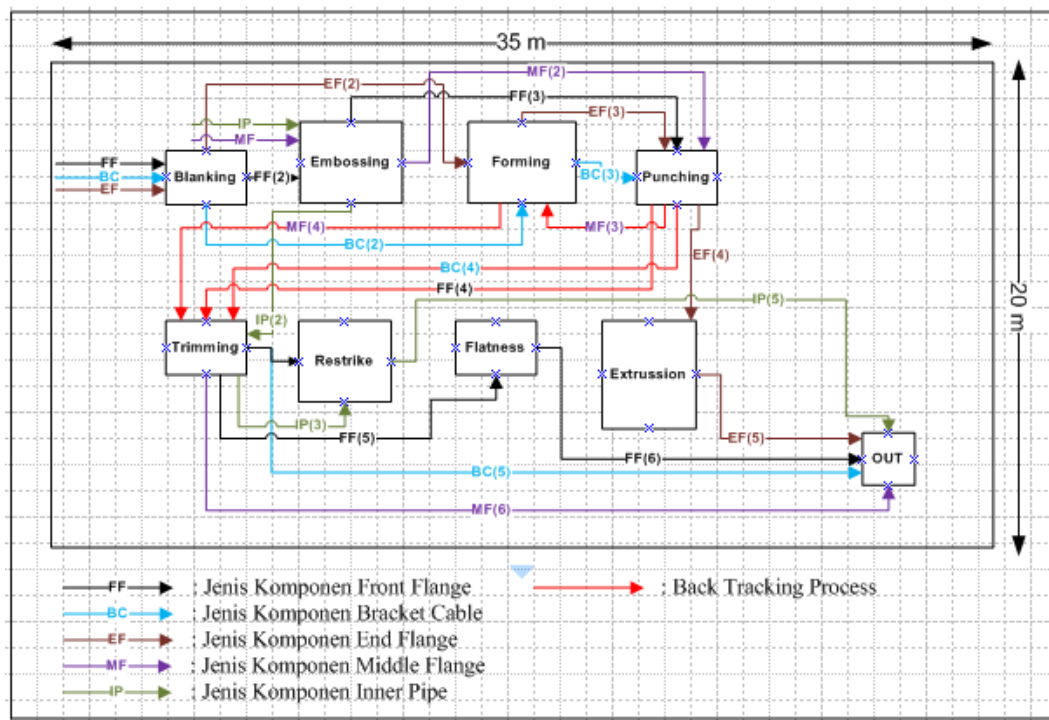 35 m
MF(2)
EF(2)
FF(3)
EF(3)
IP
MF
Embossing
Forming
FF
BC
EF
Blanking
FF(2)
BC(3)
Punching
MF(4)
MF(3)
BC(2)
EF(4)
BC(4)
FF(4)
IP(5)
20 m
IP(2)
Trimming
Restrike
Flatness
Extrussion
IP(3)
FF(5)
EF(5)
OUT
FF(6)
BC(5)
MF(6)
FF : Jenis Komponen Front Flange
: Back Tracking Process
BC : Jenis Komponen Bracket Cable
EF : Jenis Komponen End Flange
MF : Jenis Komponen Middle Flange
IP : Jenis Komponen Inner Pipe